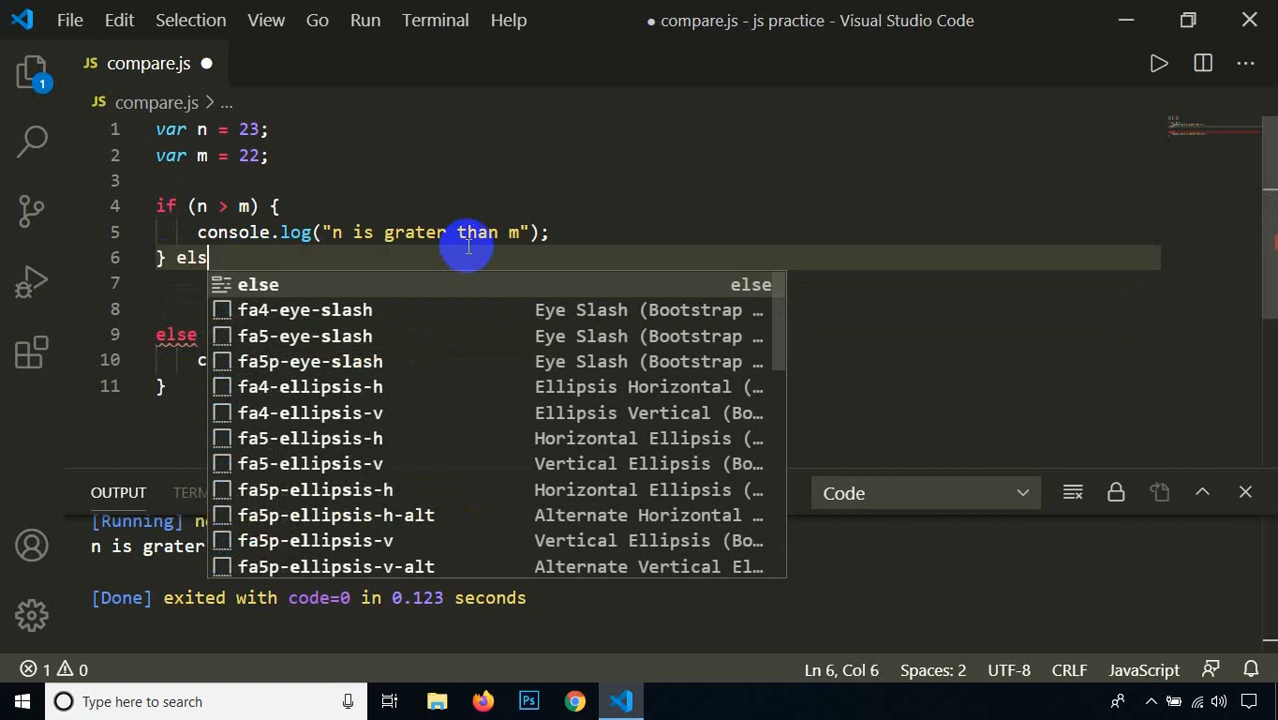 File Edit Selection View Go Run Terminal Help ● compare.js - js practice - Visual Studio Code
JS compare.js ●
JS compare.js > ...
1 var n = 23;
2 var m = 22;
3
4 if (n > m) {
5 console.log("n is grater than m");
6 } els
7
8
9 else
10 c
11 }
else else
fa4-eye-slash Eye Slash (Bootstrap …
fa5-eye-slash Eye Slash (Bootstrap …
fa5p-eye-slash Eye Slash (Bootstrap …
fa4-ellipsis-h Ellipsis Horizontal (…
fa4-ellipsis-v Ellipsis Vertical (Bo…
fa5-ellipsis-h Horizontal Ellipsis (…
fa5-ellipsis-v Vertical Ellipsis (Bo…
fa5p-ellipsis-h Horizontal Ellipsis (…
fa5p-ellipsis-h-alt Alternate Horizontal …
fa5p-ellipsis-v Vertical Ellipsis (Bo…
fa5p-ellipsis-v-alt Alternate Vertical El…
1
OUTPUT TERM Code
[Running] no
n is grater
[Done] exited with code=0 in 0.123 seconds
1 0 Ln 6, Col 6 Spaces: 2 UTF-8 CRLF JavaScript
Type here to search Ps